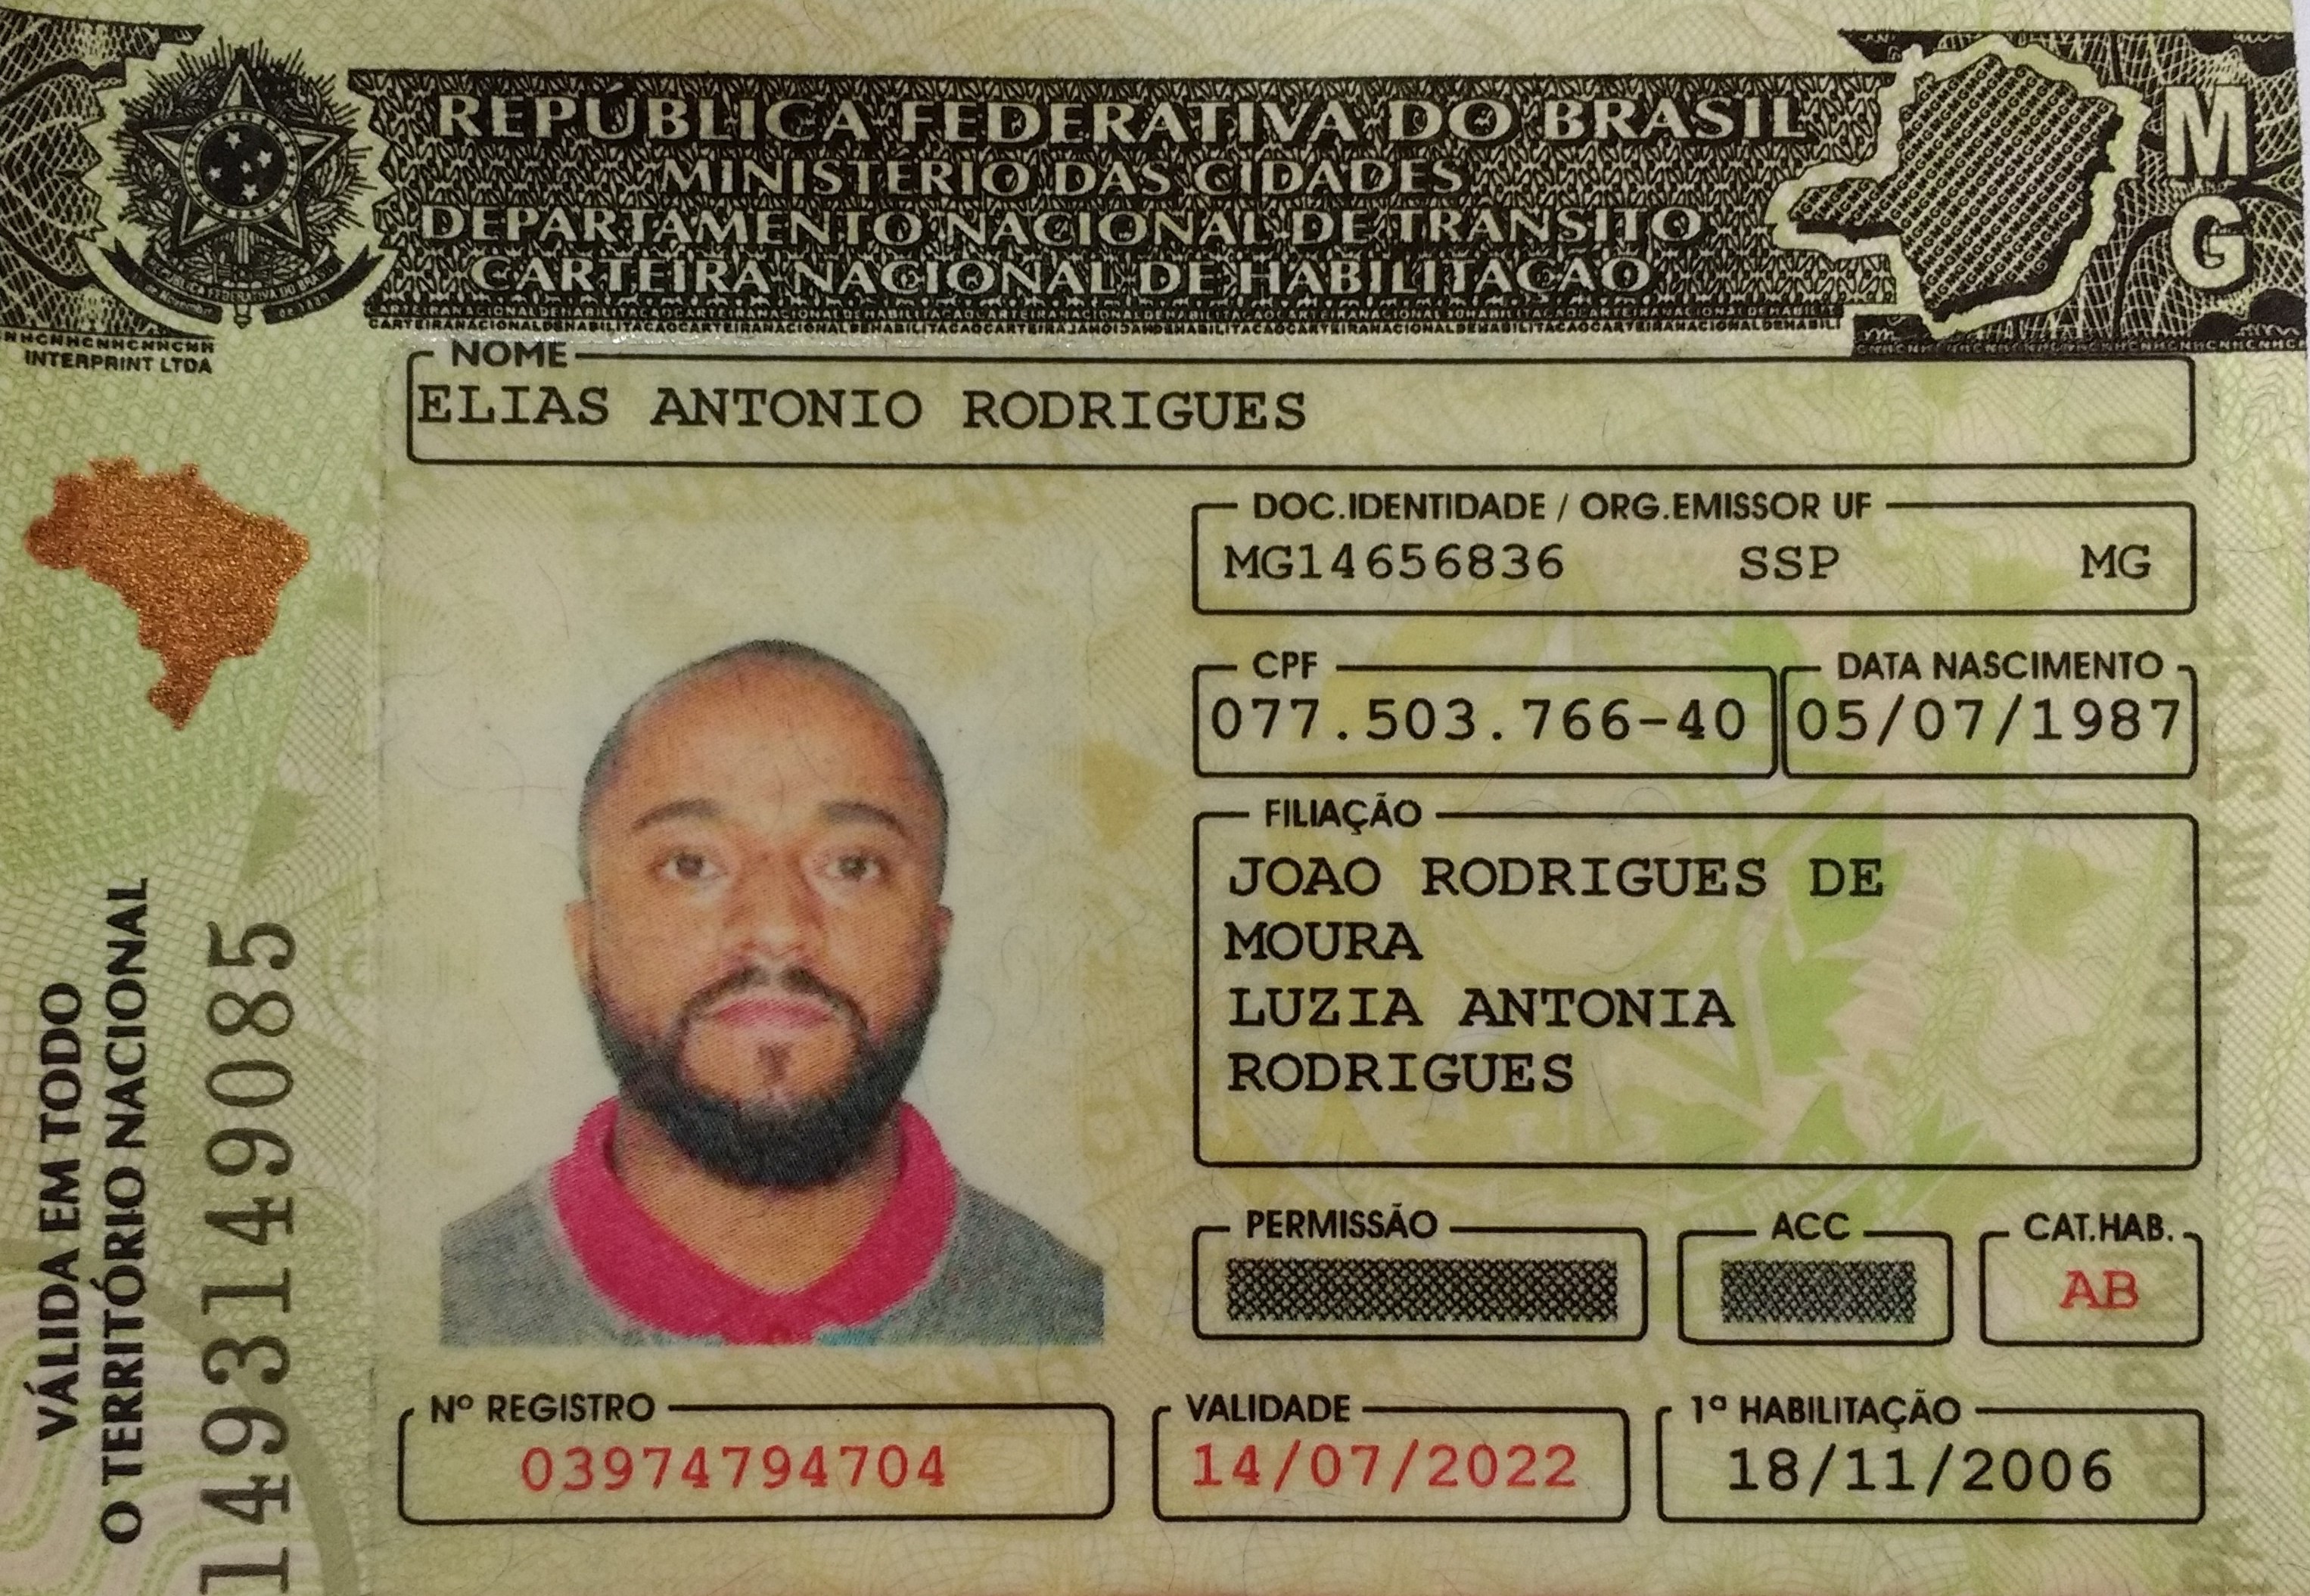 REPÚBLICA FEDERATIVA DO BRASIL
MINISTÉRIO DAS CIDADES
DEPARTAMENTO NACIONAL DE TRÂNSITO
CARTEIRA NACIONAL DE HABILITAÇÃO
MG
INTERPRINT LTDA
NOME
ELIAS ANTONIO RODRIGUES
DOC.IDENTIDADE / ORG.EMISSOR UF
MG14656836 SSP MG
CPF
077.503.766-40
DATA NASCIMENTO
05/07/1987
FILIAÇÃO
JOAO RODRIGUES DE
MOURA
LUZIA ANTONIA
RODRIGUES
PERMISSÃO
ACC
CAT.HAB.
AB
Nº REGISTRO
03974794704
VALIDADE
14/07/2022
1ª HABILITAÇÃO
18/11/2006
VÁLIDA EM TODO
O TERRITÓRIO NACIONAL
1493149085